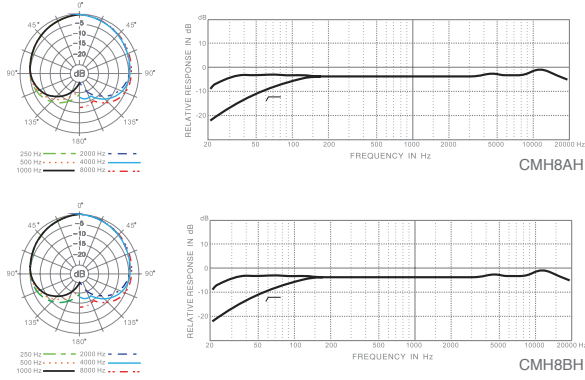 0°
45°
45°
-5
-10
-15
-20
90°
dB
90°
135°
135°
180°
250 Hz 2000 Hz
500 Hz 4000 Hz
1000 Hz 8000 Hz
dB
10
0
-10
-20
RELATIVE RESPONSE IN dB
20 50 100 200 500 1000 2000 5000 10000 20000 Hz
FREQUENCY IN Hz
CMH8AH
0°
45°
45°
-5
-10
-15
-20
90°
dB
90°
135°
135°
180°
250 Hz 2000 Hz
500 Hz 4000 Hz
1000 Hz 8000 Hz
dB
10
0
-10
-20
RELATIVE RESPONSE IN dB
20 50 100 200 500 1000 2000 5000 10000 20000 Hz
FREQUENCY IN Hz
CMH8BH